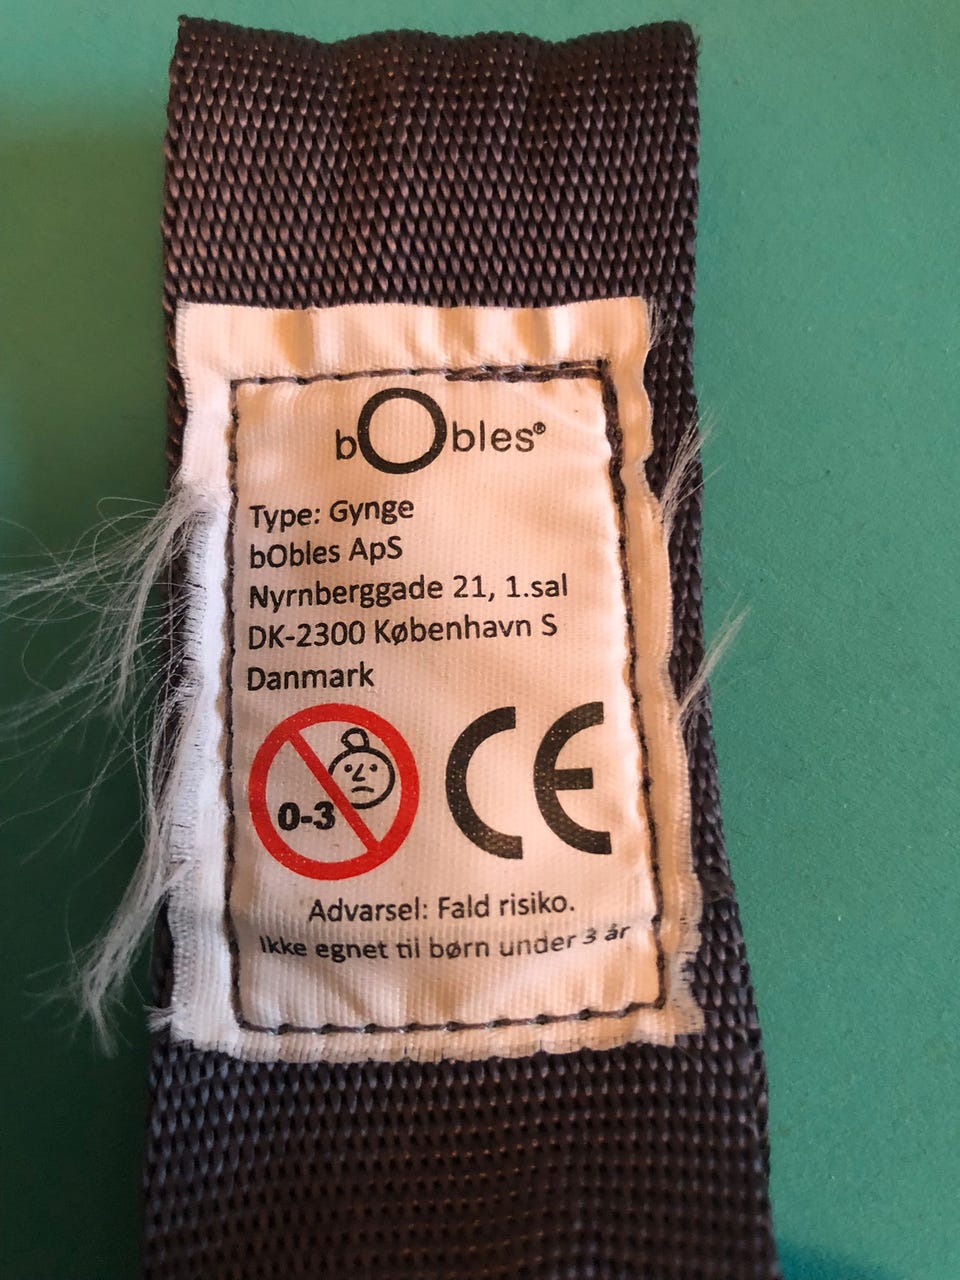 bObles®
Type: Gynge
bObles ApS
Nyrnberggade 21, 1.sal
DK-2300 København S
Danmark
0-3
CE
Advarsel: Fald risiko.
Ikke egnet til børn under 3 år